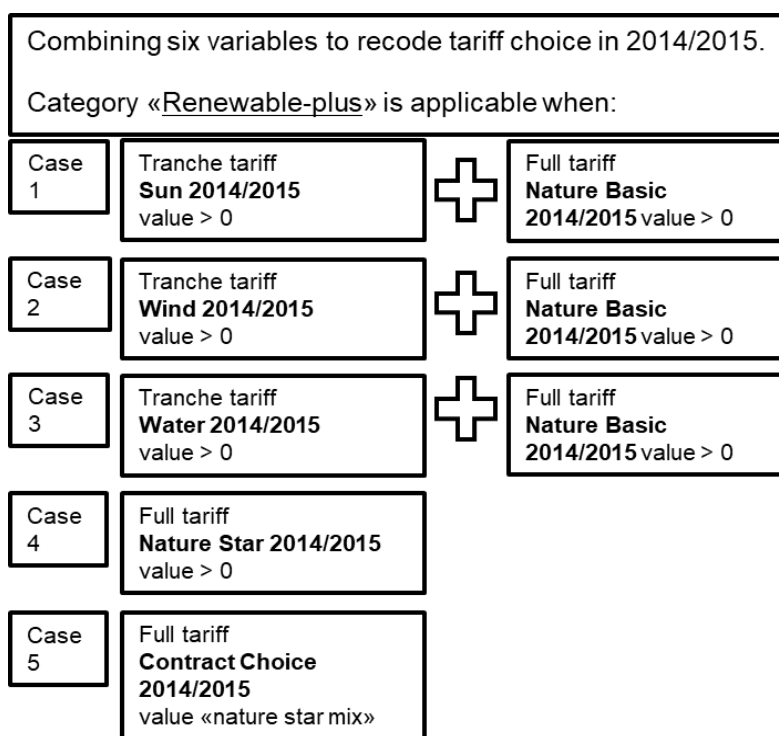 Combining six variables to recode tariff choice in 2014/2015.
Category «Renewable-plus» is applicable when:
Case
1
Tranche tariff
Sun 2014/2015
value > 0
Full tariff
Nature Basic
2014/2015 value > 0
Case
2
Tranche tariff
Wind 2014/2015
value > 0
Full tariff
Nature Basic
2014/2015 value > 0
Case
3
Tranche tariff
Water 2014/2015
value > 0
Full tariff
Nature Basic
2014/2015 value > 0
Case
4
Full tariff
Nature Star 2014/2015
value > 0
Case
5
Full tariff
Contract Choice
2014/2015
value «nature star mix»